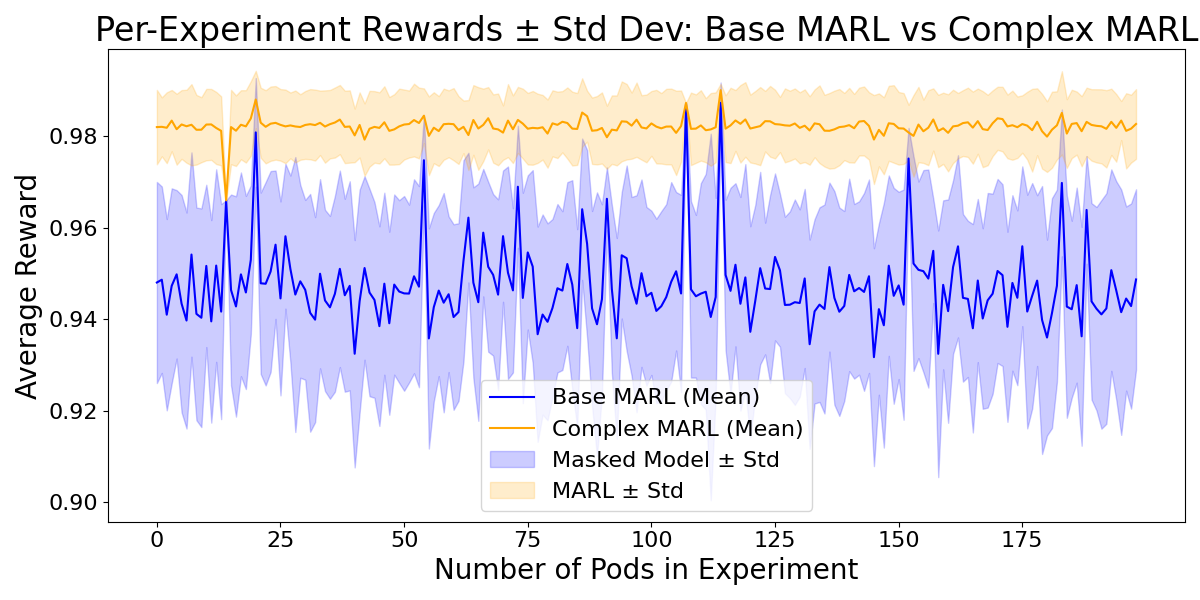 Per-Experiment Rewards ± Std Dev: Base MARL vs Complex MARL
Average Reward
0.98
0.96
0.94
0.92
0.90
Base MARL (Mean)
Complex MARL (Mean)
Masked Model ± Std
MARL ± Std
0 25 50 75 100 125 150 175
Number of Pods in Experiment